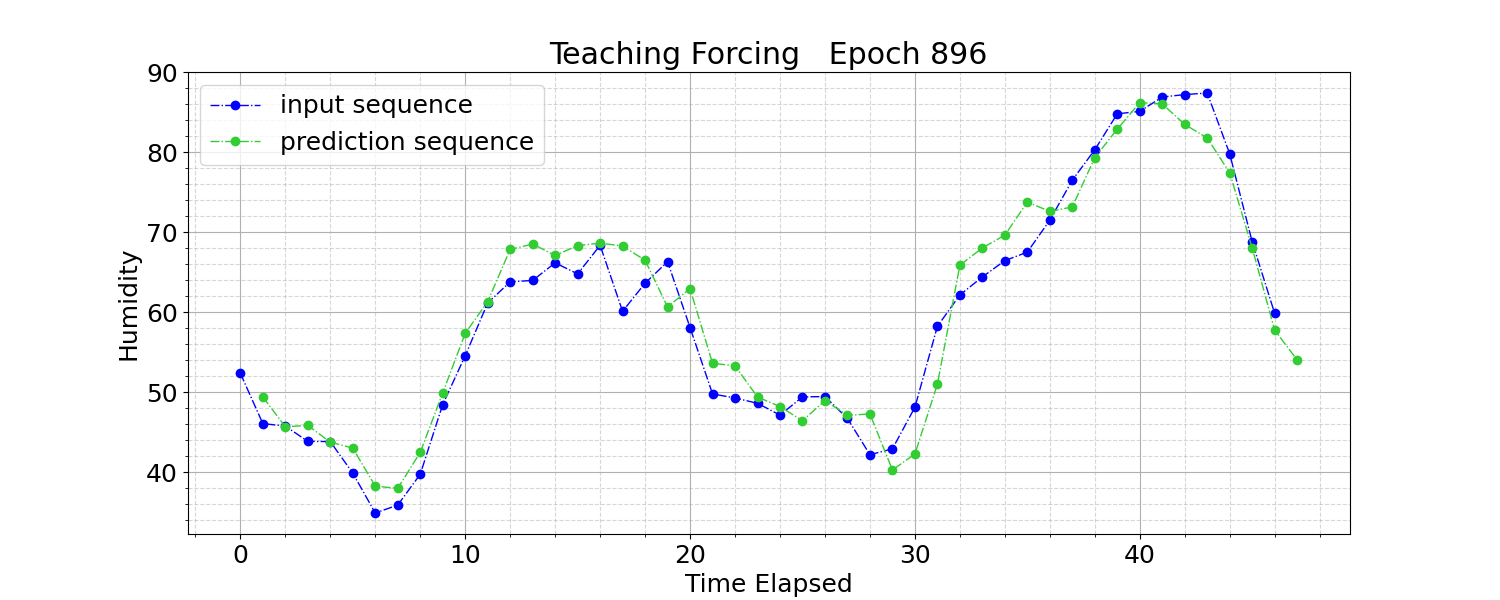 Teaching Forcing   Epoch 896
input sequence
prediction sequence
Humidity
90
80
70
60
50
40
0 10 20 30 40
Time Elapsed